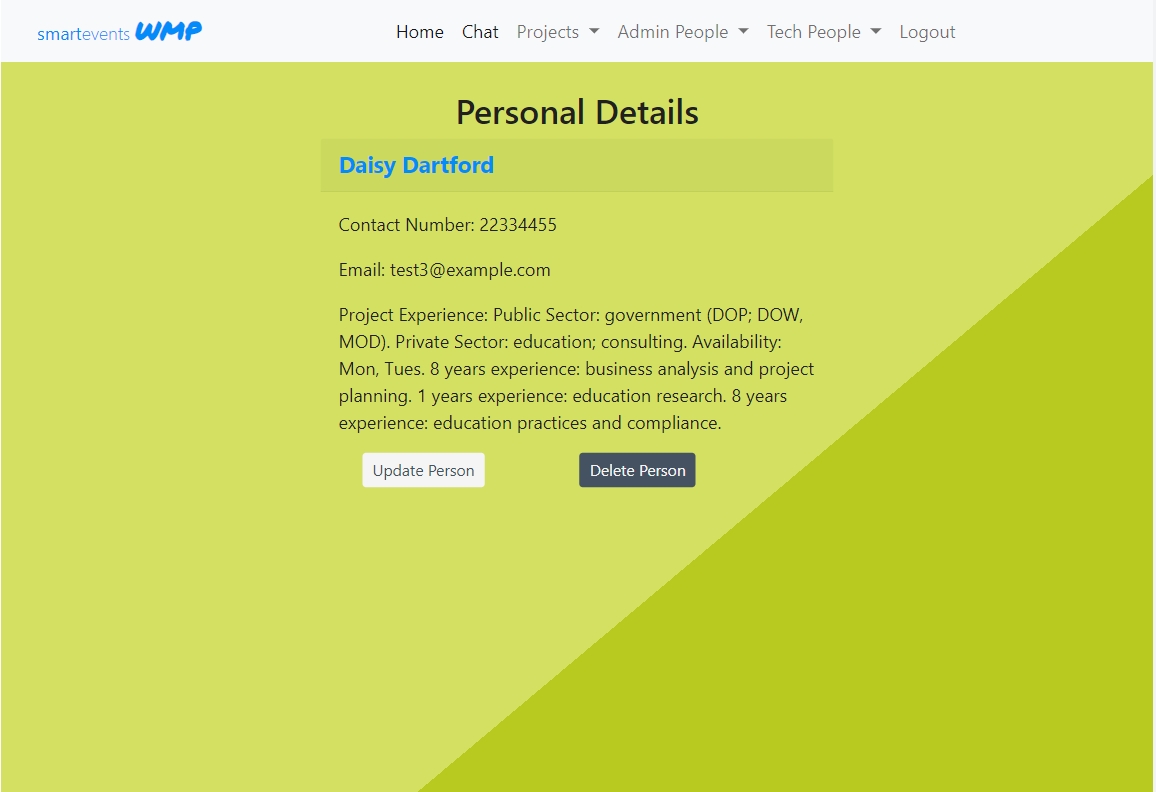 smartevents WMP Home Chat Projects Admin People Tech People Logout
Personal Details
Daisy Dartford
Contact Number: 22334455
Email: test3@example.com
Project Experience: Public Sector: government (DOP; DOW,
MOD). Private Sector: education; consulting. Availability:
Mon, Tues. 8 years experience: business analysis and project
planning. 1 years experience: education research. 8 years
experience: education practices and compliance.
Update Person Delete Person